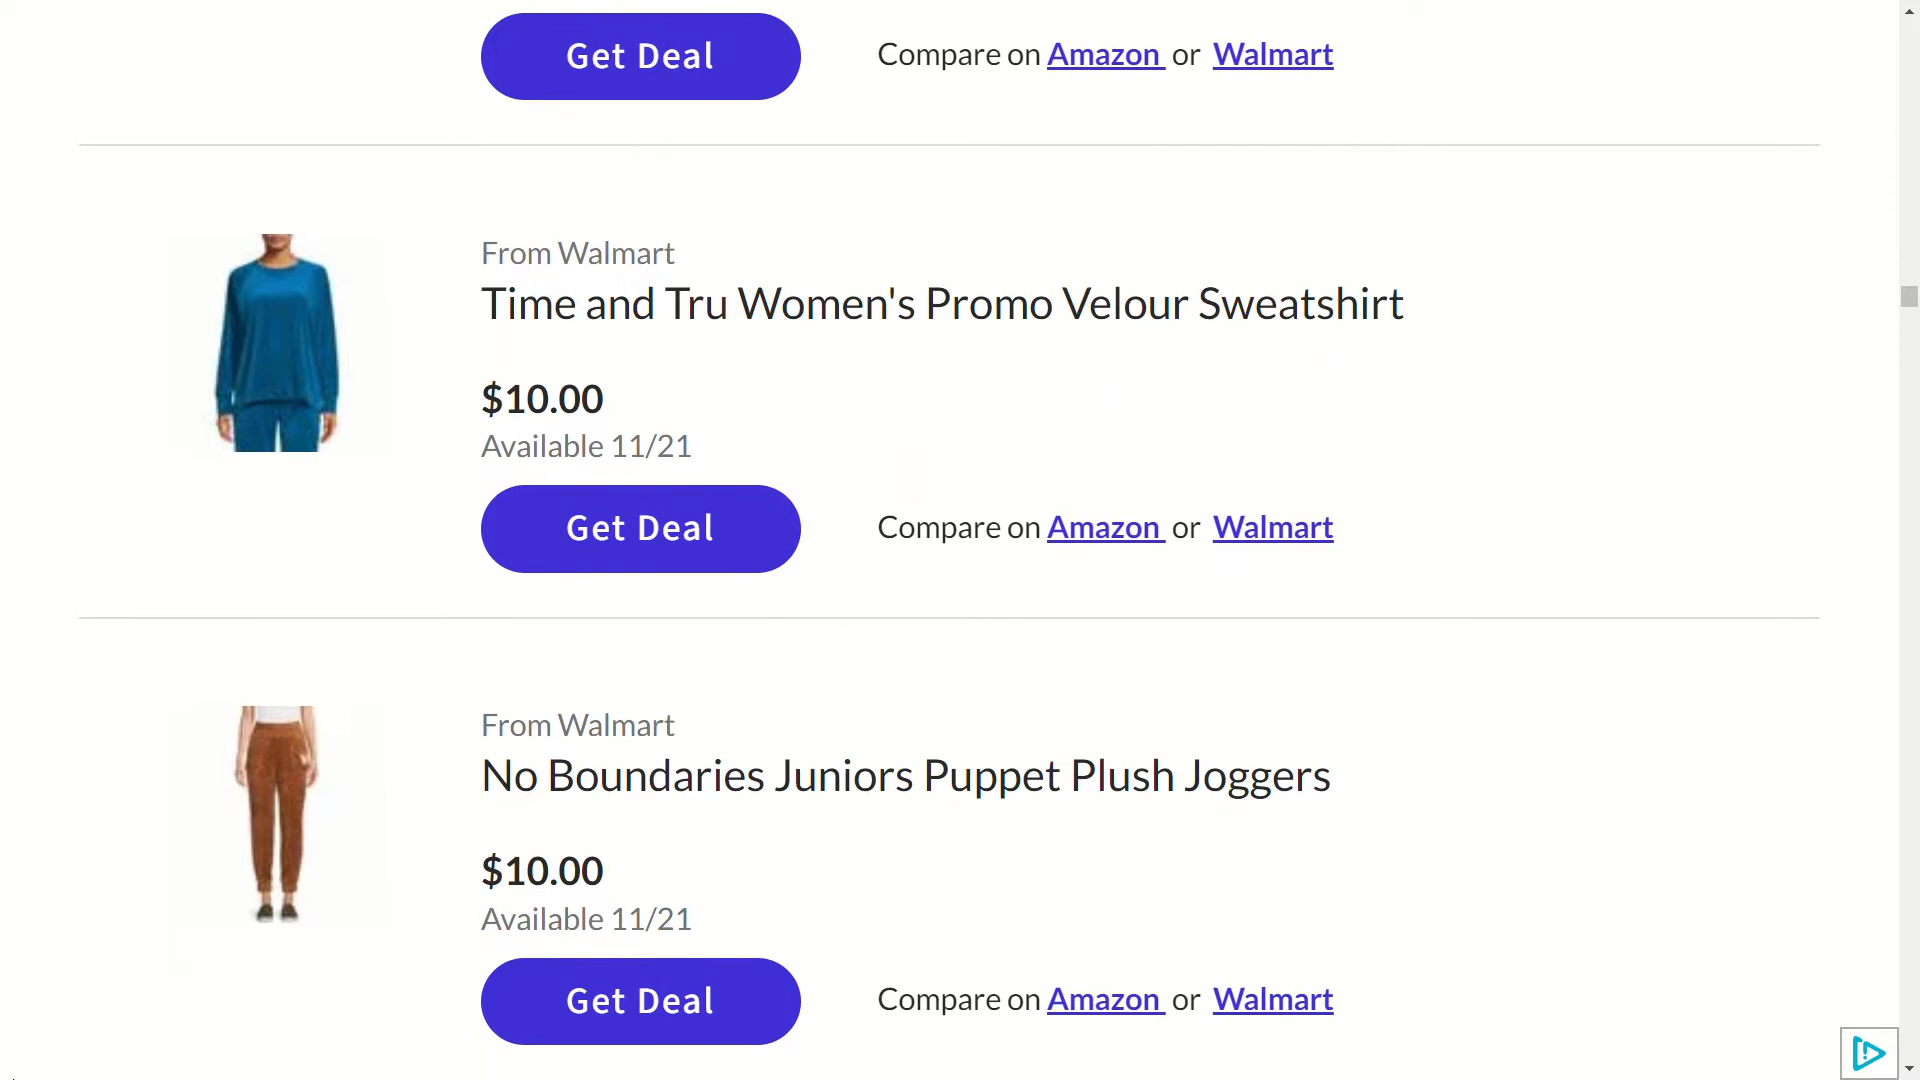 Get Deal
Compare on Amazon or Walmart
From Walmart
Time and Tru Women's Promo Velour Sweatshirt
$10.00
Available 11/21
Get Deal
Compare on Amazon or Walmart
From Walmart
No Boundaries Juniors Puppet Plush Joggers
$10.00
Available 11/21
Get Deal
Compare on Amazon or Walmart